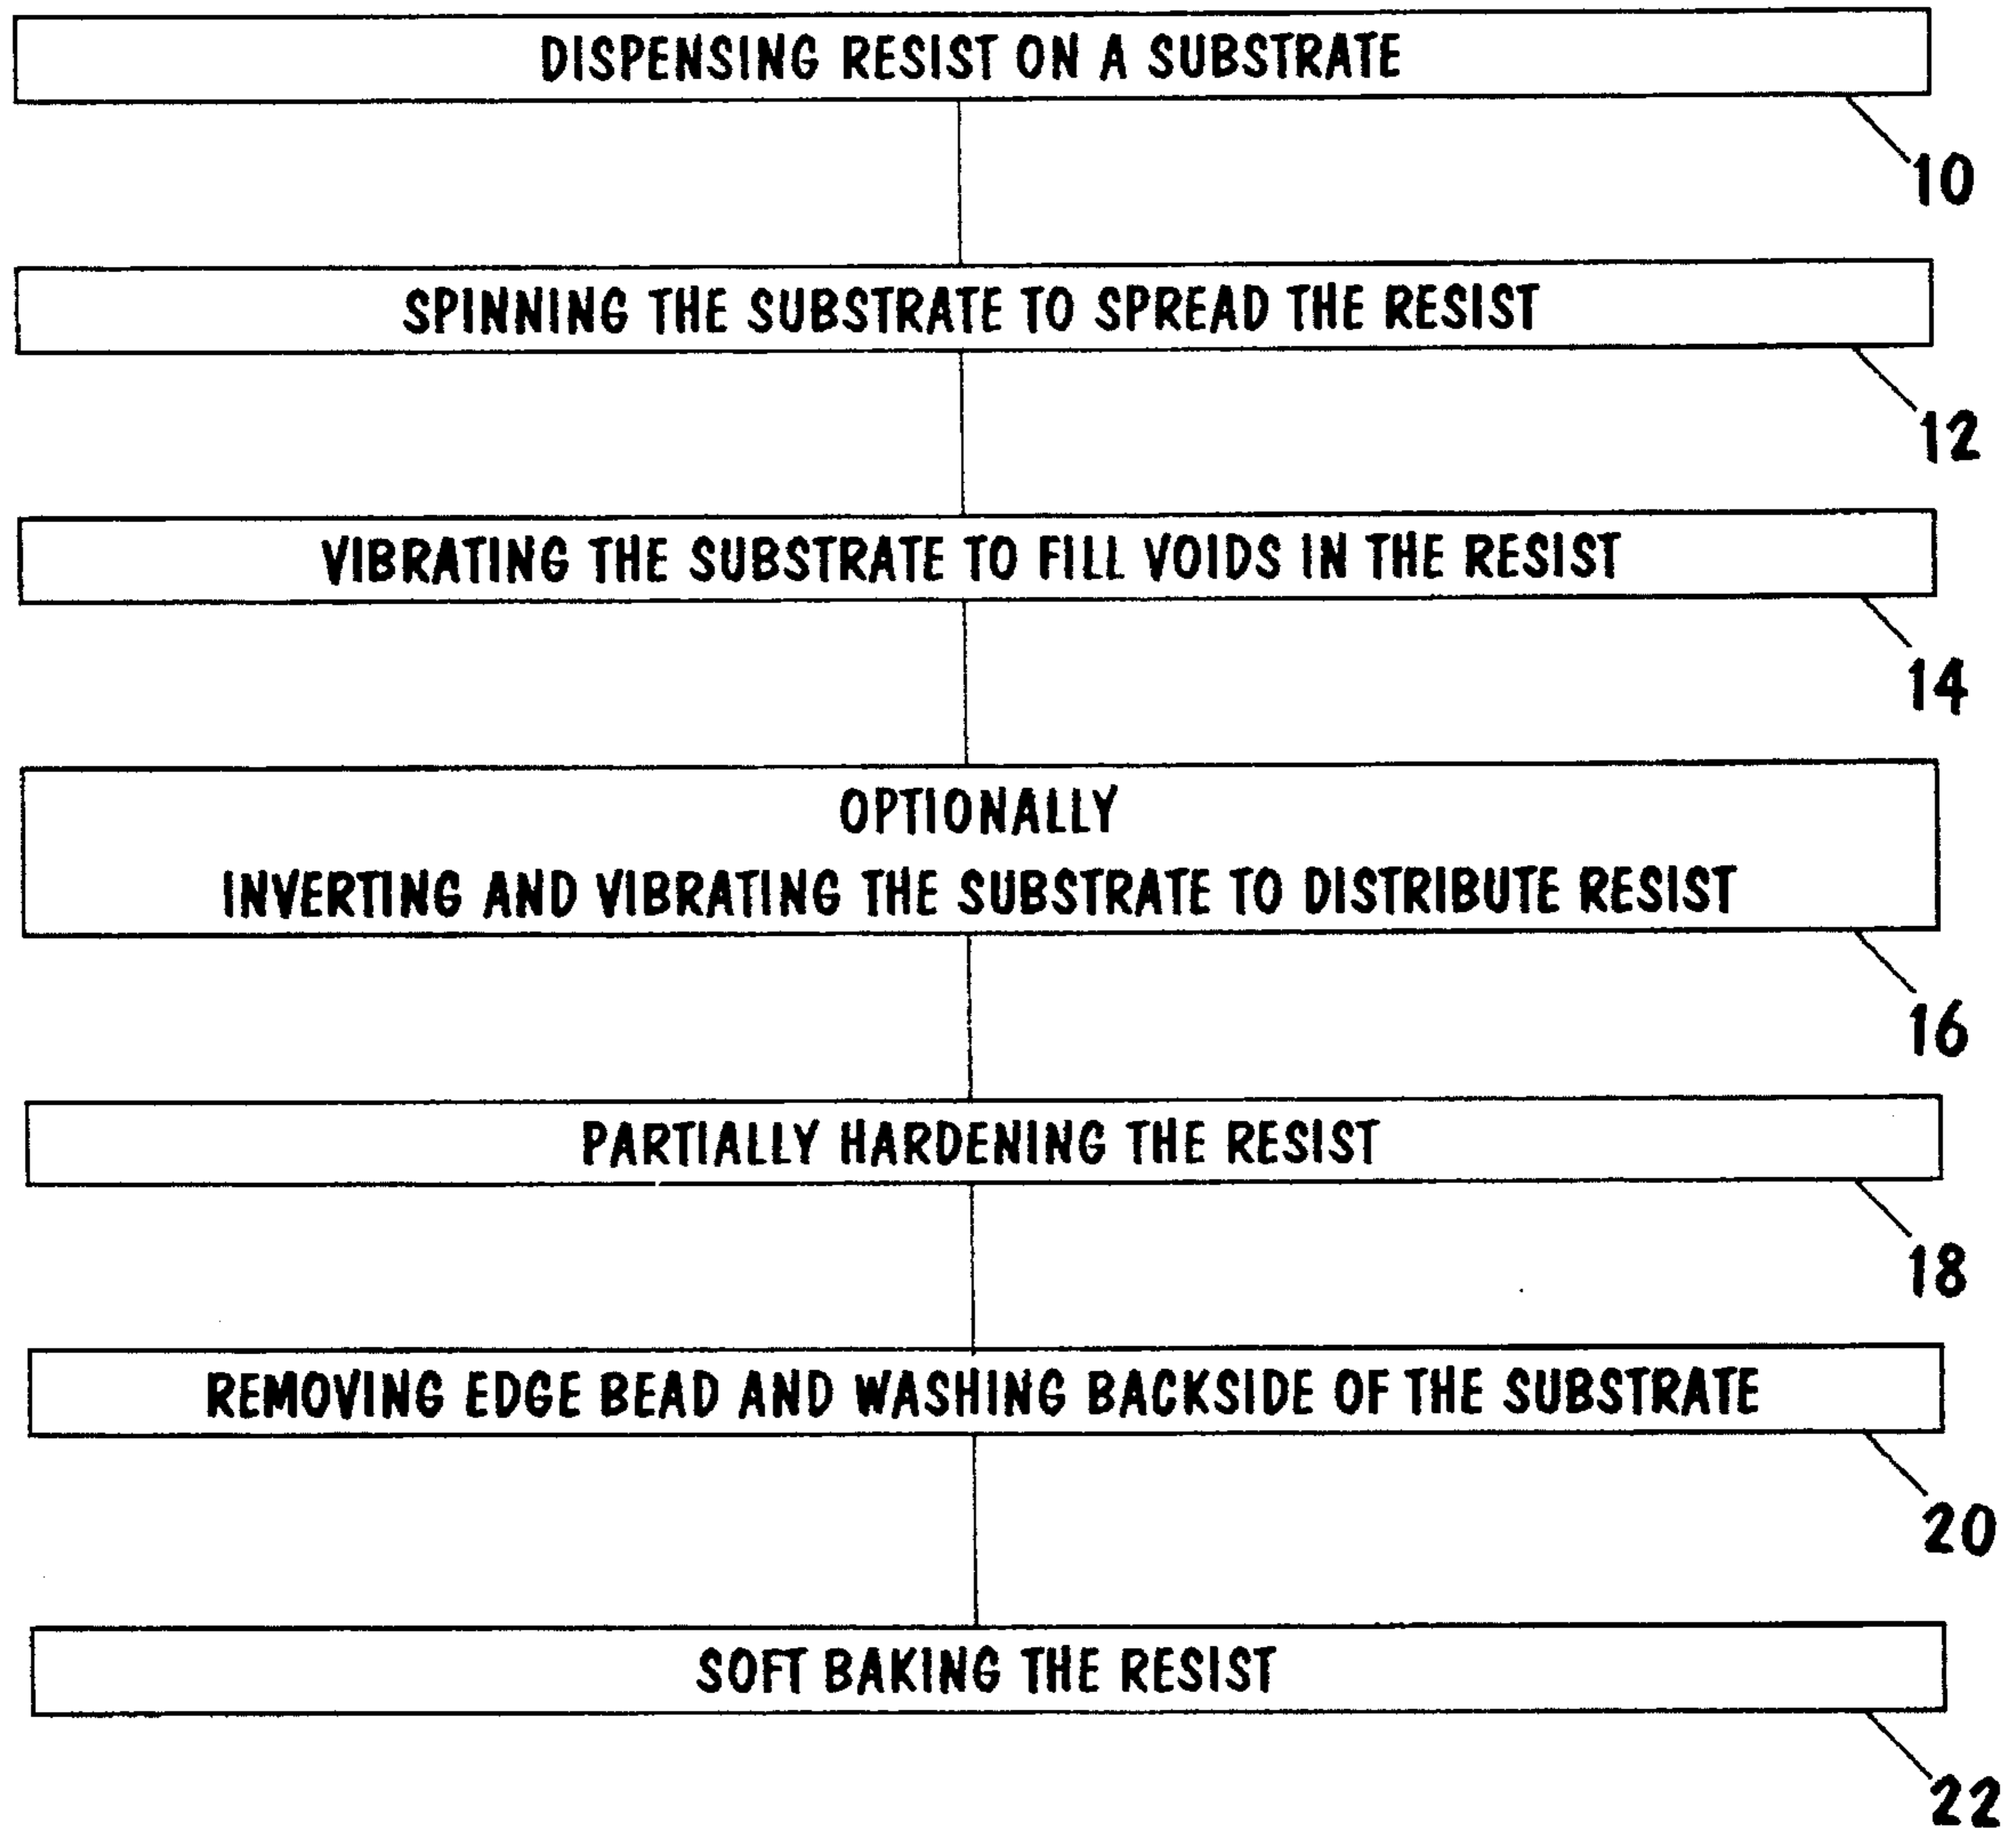 DISPENSING RESIST ON A SUBSTRATE
10
SPINNING THE SUBSTRATE TO SPREAD THE RESIST
12
VIBRATING THE SUBSTRATE TO FILL VOIDS IN THE RESIST
14
OPTIONALLY
INVERTING AND VIBRATING THE SUBSTRATE TO DISTRIBUTE RESIST
16
PARTIALLY HARDENING THE RESIST
18
REMOVING EDGE BEAD AND WASHING BACKSIDE OF THE SUBSTRATE
20
SOFT BAKING THE RESIST
22